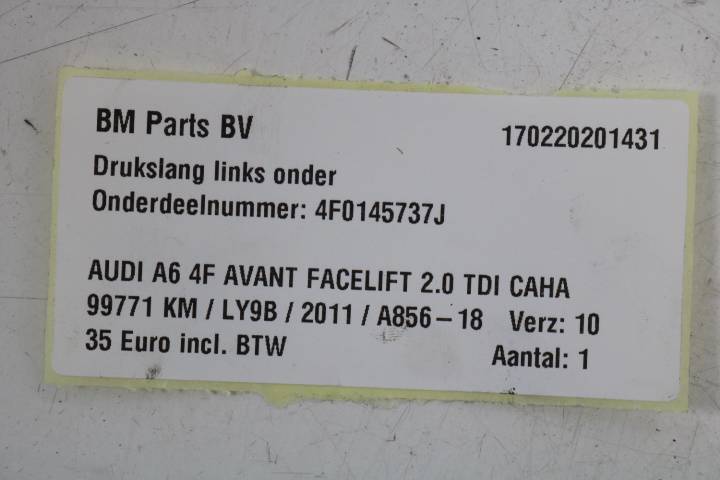 BM Parts BV 170220201431
Drukslang links onder
Onderdeelnummer: 4F0145737J
AUDI A6 4F AVANT FACELIFT 2.0 TDI CAHA
99771 KM / LY9B / 2011 / A856-18 Verz: 10
35 Euro incl. BTW Aantal: 1